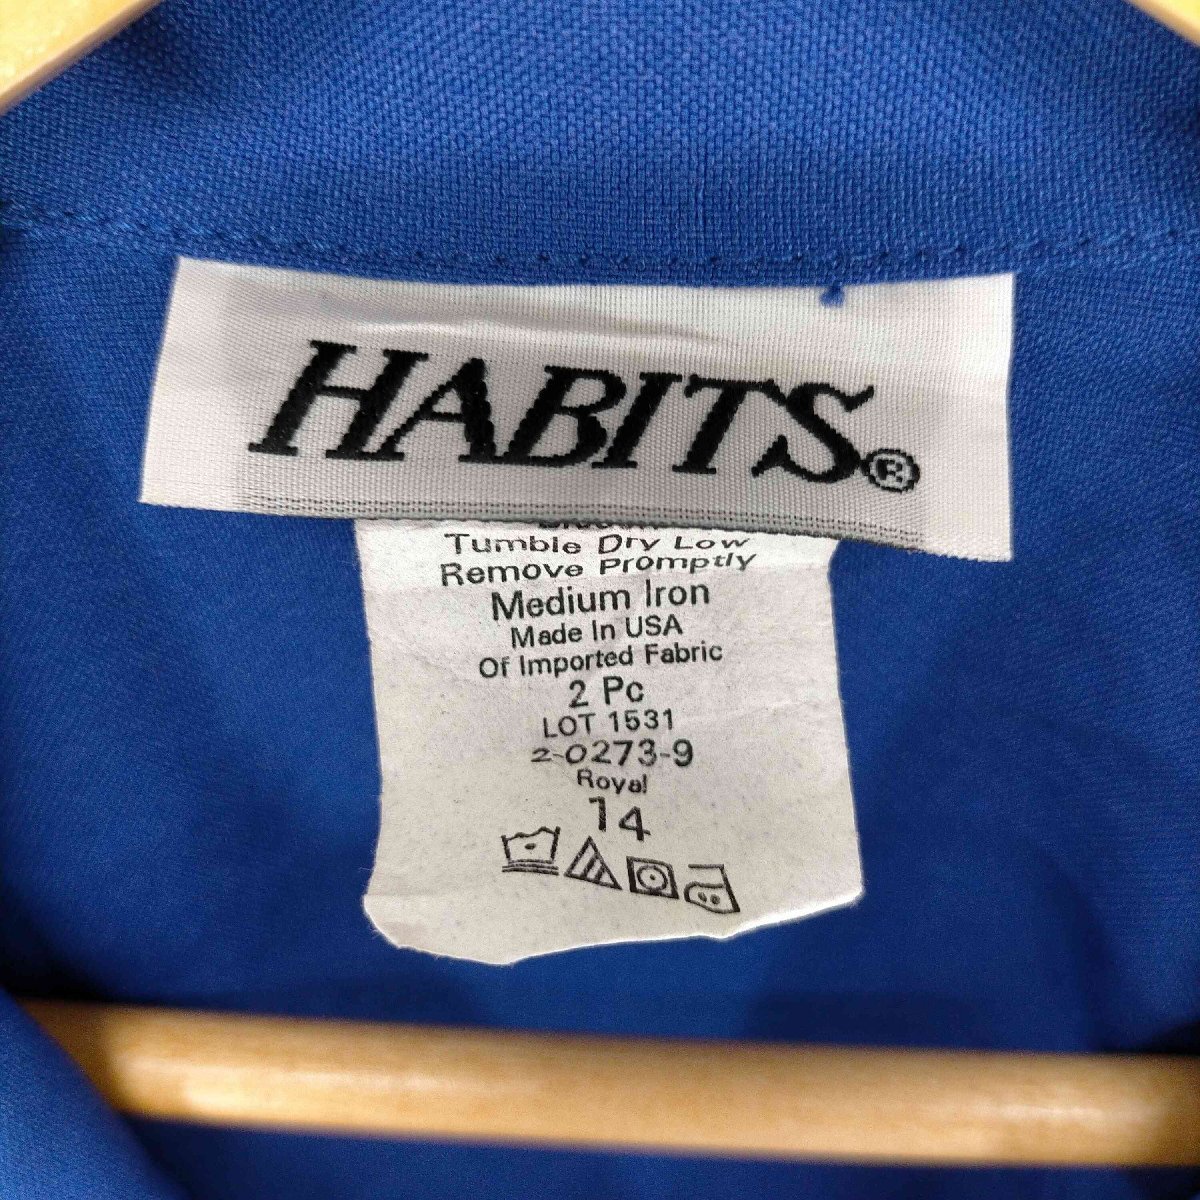 HABITS®
Tumble Dry Low
Remove Promptly
Medium Iron
Made In USA
Of Imported Fabric
2 Pc
LOT 1531
2-0273-9
Royal
14